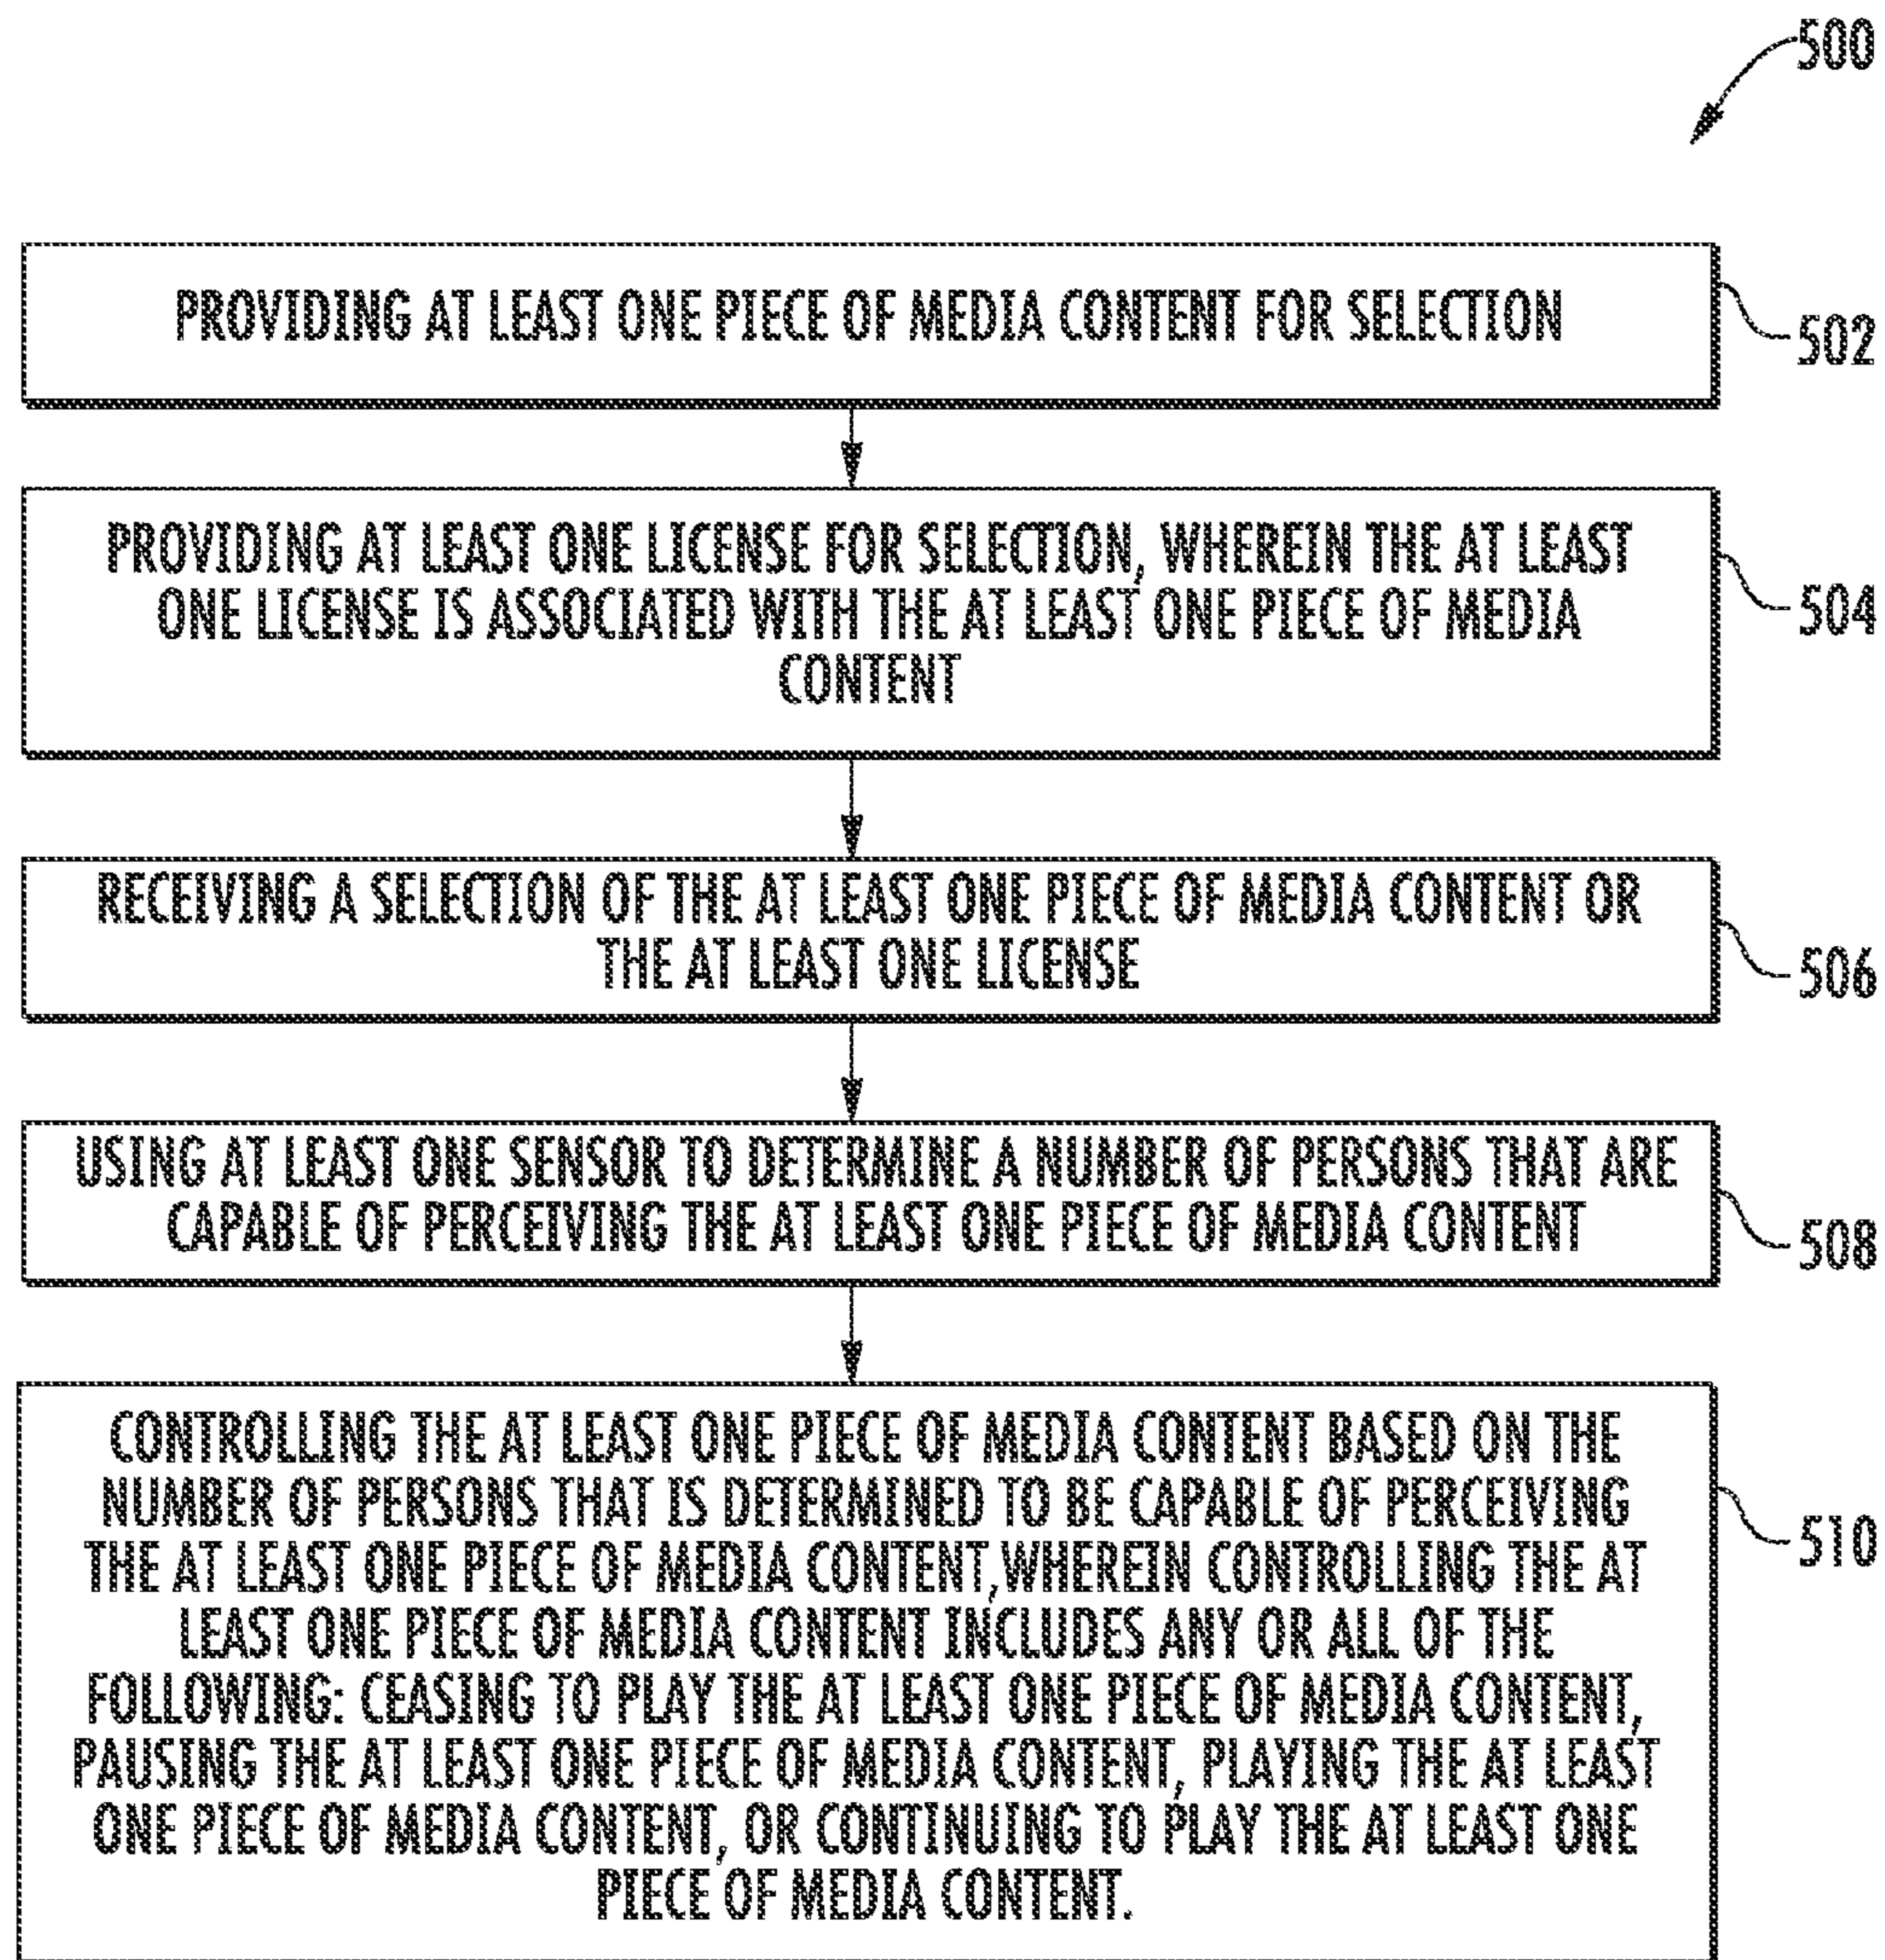 500
PROVIDING AT LEAST ONE PIECE OF MEDIA CONTENT FOR SELECTION
502
PROVIDING AT LEAST ONE LICENSE FOR SELECTION, WHEREIN THE AT LEAST
ONE LICENSE IS ASSOCIATED WITH THE AT LEAST ONE PIECE OF MEDIA
CONTENT
504
RECEIVING A SELECTION OF THE AT LEAST ONE PIECE OF MEDIA CONTENT OR
THE AT LEAST ONE LICENSE
506
USING AT LEAST ONE SENSOR TO DETERMINE A NUMBER OF PERSONS THAT ARE
CAPABLE OF PERCEIVING THE AT LEAST ONE PIECE OF MEDIA CONTENT
508
CONTROLLING THE AT LEAST ONE PIECE OF MEDIA CONTENT BASED ON THE
NUMBER OF PERSONS THAT IS DETERMINED TO BE CAPABLE OF PERCEIVING
THE AT LEAST ONE PIECE OF MEDIA CONTENT,WHEREIN CONTROLLING THE AT
LEAST ONE PIECE OF MEDIA CONTENT INCLUDES ANY OR ALL OF THE
FOLLOWING: CEASING TO PLAY THE AT LEAST ONE PIECE OF MEDIA CONTENT,
PAUSING THE AT LEAST ONE PIECE OF MEDIA CONTENT, PLAYING THE AT LEAST
ONE PIECE OF MEDIA CONTENT, OR CONTINUING TO PLAY THE AT LEAST ONE
PIECE OF MEDIA CONTENT.
510